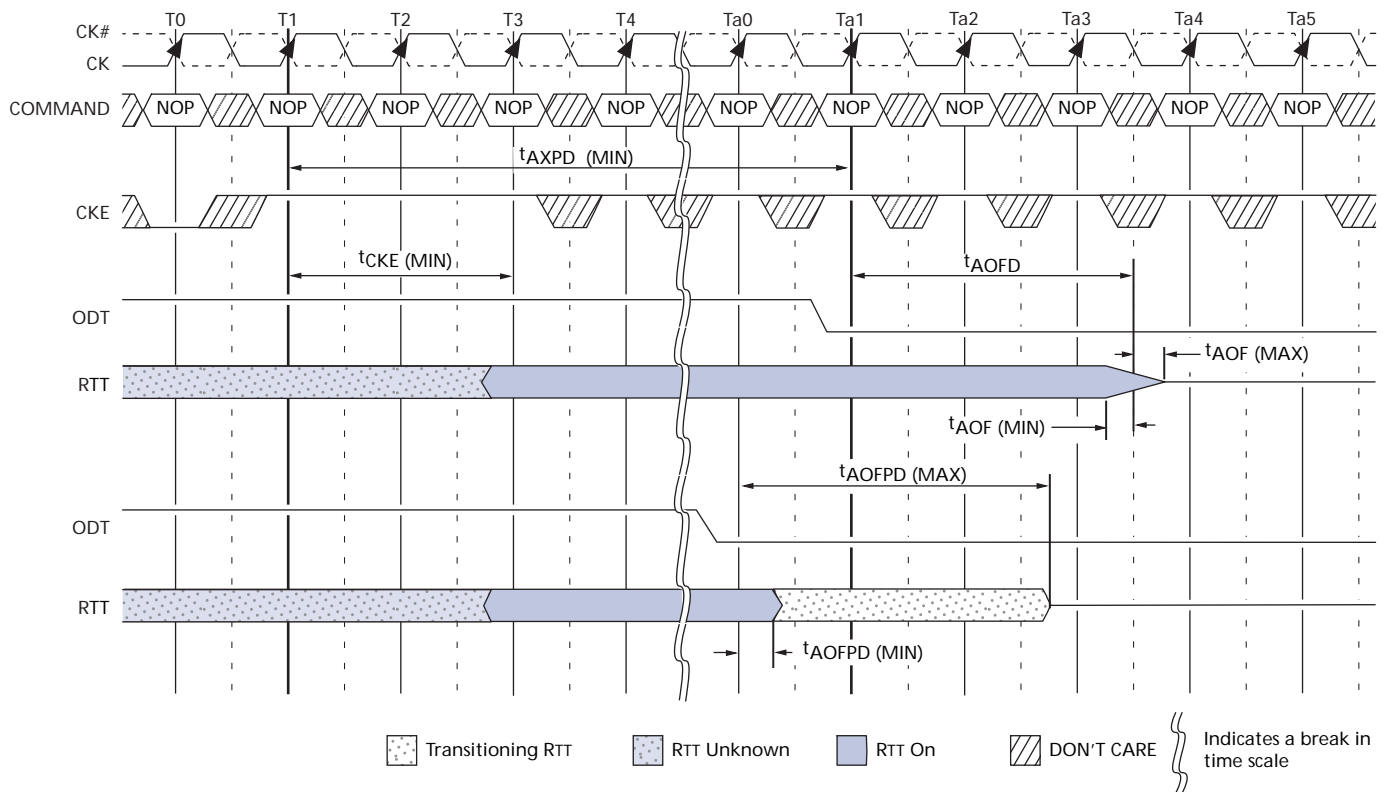 T0 T1 T2 T3 T4 Ta0 Ta1 Ta2 Ta3 Ta4 Ta5
CK#
CK
COMMAND NOP NOP NOP NOP NOP NOP NOP NOP NOP NOP NOP
tAXPD (MIN)
CKE
tCKE (MIN) tAOFD
ODT
tAOF (MAX)
RTT
tAOF (MIN)
tAOFPD (MAX)
ODT
RTT
tAOFPD (MIN)
Transitioning RTT RTT Unknown RTT On DON'T CARE Indicates a break in
time scale